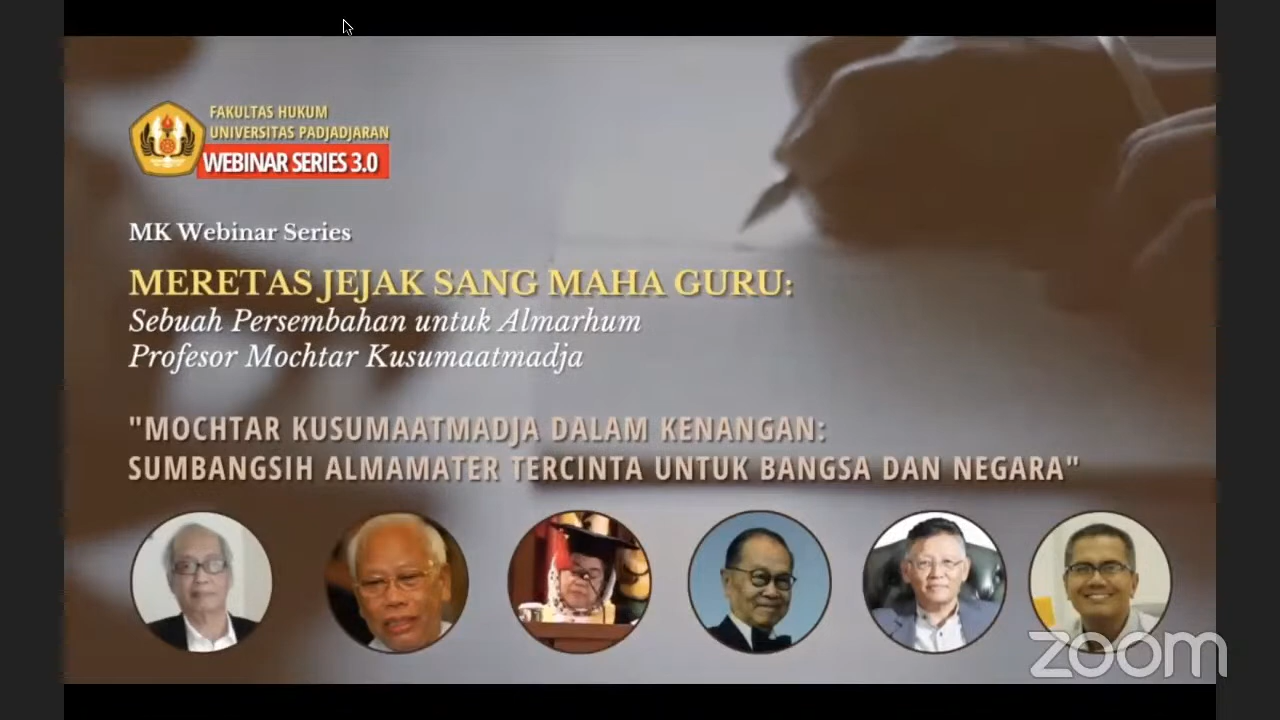 FAKULTAS HUKUM
UNIVERSITAS PADJADJARAN
WEBINAR SERIES 3.0
MK Webinar Series
MERETAS JEJAK SANG MAHA GURU:
Sebuah Persembahan untuk Almarhum
Profesor Mochtar Kusumaatmadja
"MOCHTAR KUSUMAATMADJA DALAM KENANGAN:
SUMBANGSIH ALMAMATER TERCINTA UNTUK BANGSA DAN NEGARA"
zoom